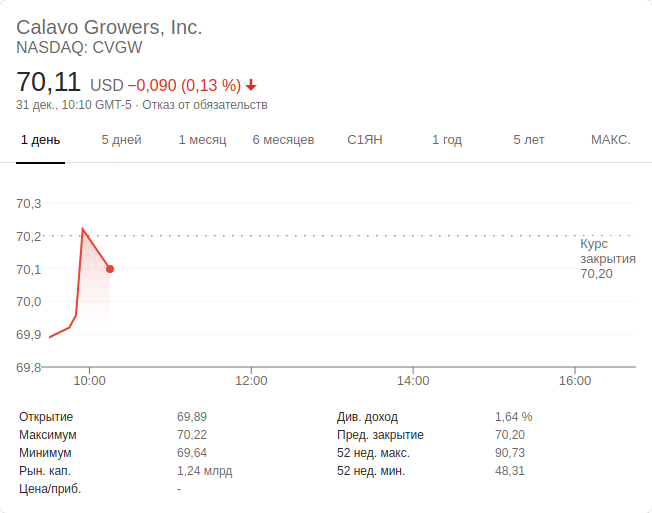 Calavo Growers, Inc.
NASDAQ: CVGW
70,11 USD −0,090 (0,13 %)
31 дек., 10:10 GMT-5 · Отказ от обязательств
1 день 5 дней 1 месяц 6 месяцев С1ЯН 1 год 5 лет МАКС.
70,3
70,2
70,1
70,0
69,9
69,8
Курс
закрытия
70,20
10:00 12:00 14:00 16:00
Открытие 69,89 Див. доход 1,64 %
Максимум 70,22 Пред. закрытие 70,20
Минимум 69,64 52 нед. макс. 90,73
Рын. кап. 1,24 млрд 52 нед. мин. 48,31
Цена/приб. -